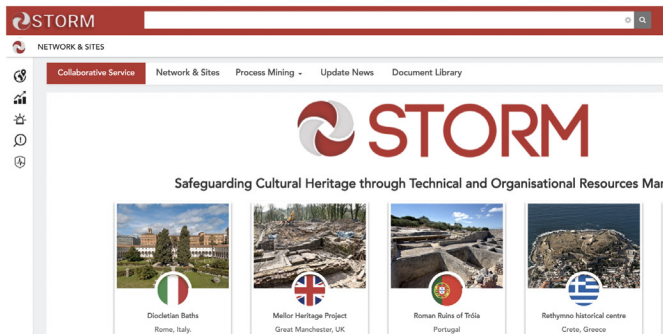 STORM
NETWORK & SITES
Collaborative Service Network & Sites Process Mining Update News Document Library
STORM
Safeguarding Cultural Heritage through Technical and Organisational Resources Mar
Diocletian Baths Mellor Heritage Project Roman Ruins of Tróia Rethymno historical centre
Rome, Italy. Great Manchester, UK Portugal Crete, Greece